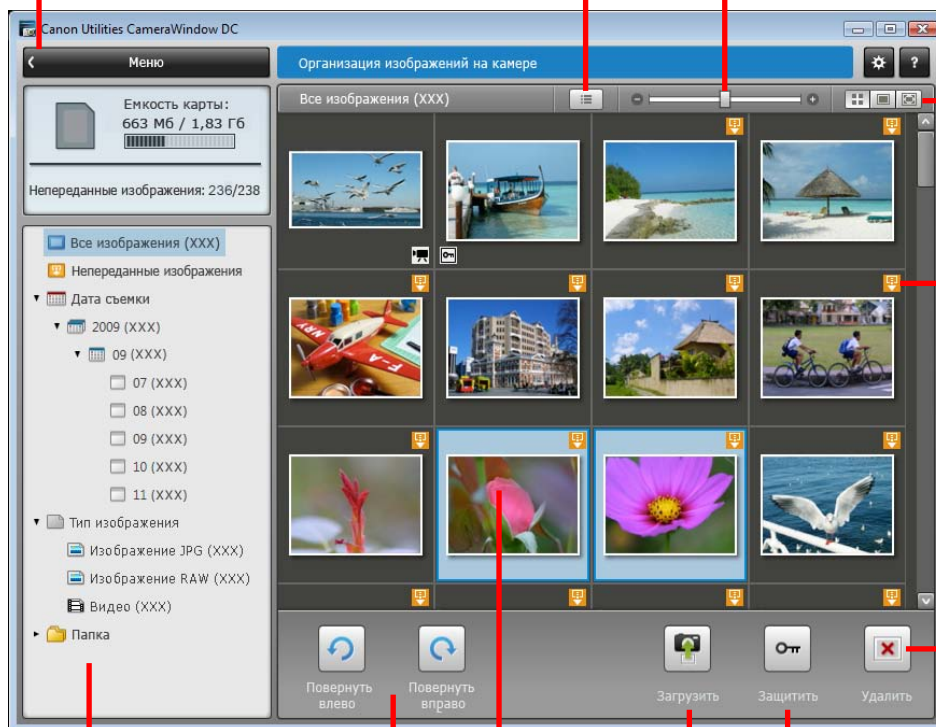 Canon Utilities CameraWindow DC
Меню
Организация изображений на камере
?
Емкость карты:
663 Мб / 1,83 Гб
Непереданные изображения: 236/238
Все изображения (XXX)
Все изображения (XXX)
Непереданные изображения
Дата съемки
2009 (XXX)
09 (XXX)
07 (XXX)
08 (XXX)
09 (XXX)
10 (XXX)
11 (XXX)
Тип изображения
Изображение JPG (XXX)
Изображение RAW (XXX)
Видео (XXX)
Папка
Повернуть
влево
Повернуть
вправо
Загрузить
Защитить
Удалить